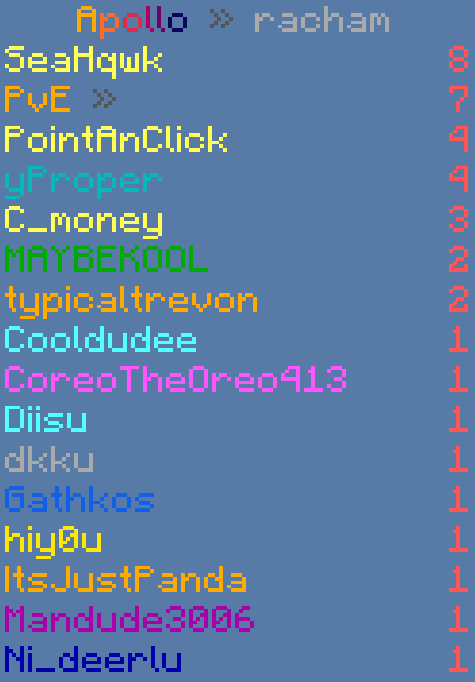 Apollo » racham
SeaHqwk 8
PvE » 7
PointAnClick 4
yProper 4
C_money 3
MAYBEKOOL 2
typicaltrevon 2
Cooldudee 1
CoreoTheOreo413 1
Diisu 1
dkku 1
Gathkos 1
hiy0u 1
ItsJustPanda 1
Mandude3006 1
Ni_deerlu 1